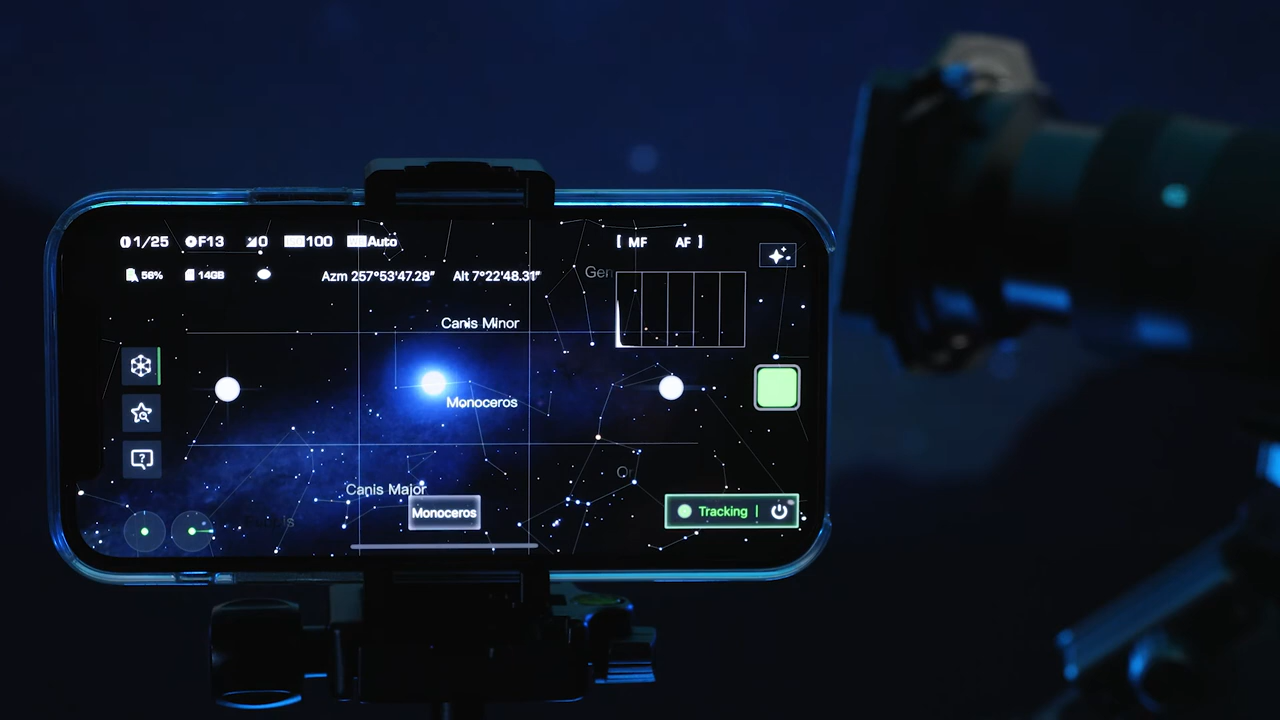 1/25 F13 0 100 Auto [ MF AF ]
56% 14GB Azm 257°53'47.28" Alt 7°22'48.31"
Canis Minor
Monoceros
Canis Major
Monoceros
Tracking